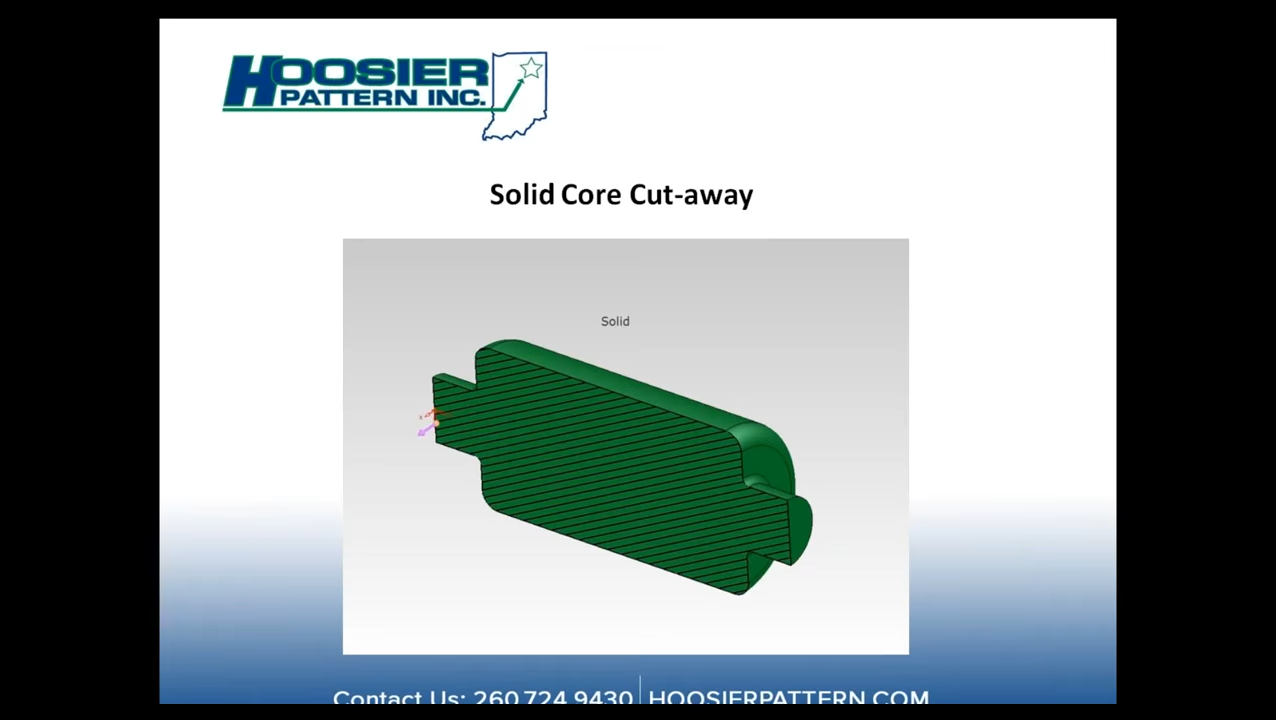 HOOSIER
PATTERN INC.
Solid Core Cut-away
Solid
Contact Us: 260.724.9430 | HOOSIERPATTERN.COM